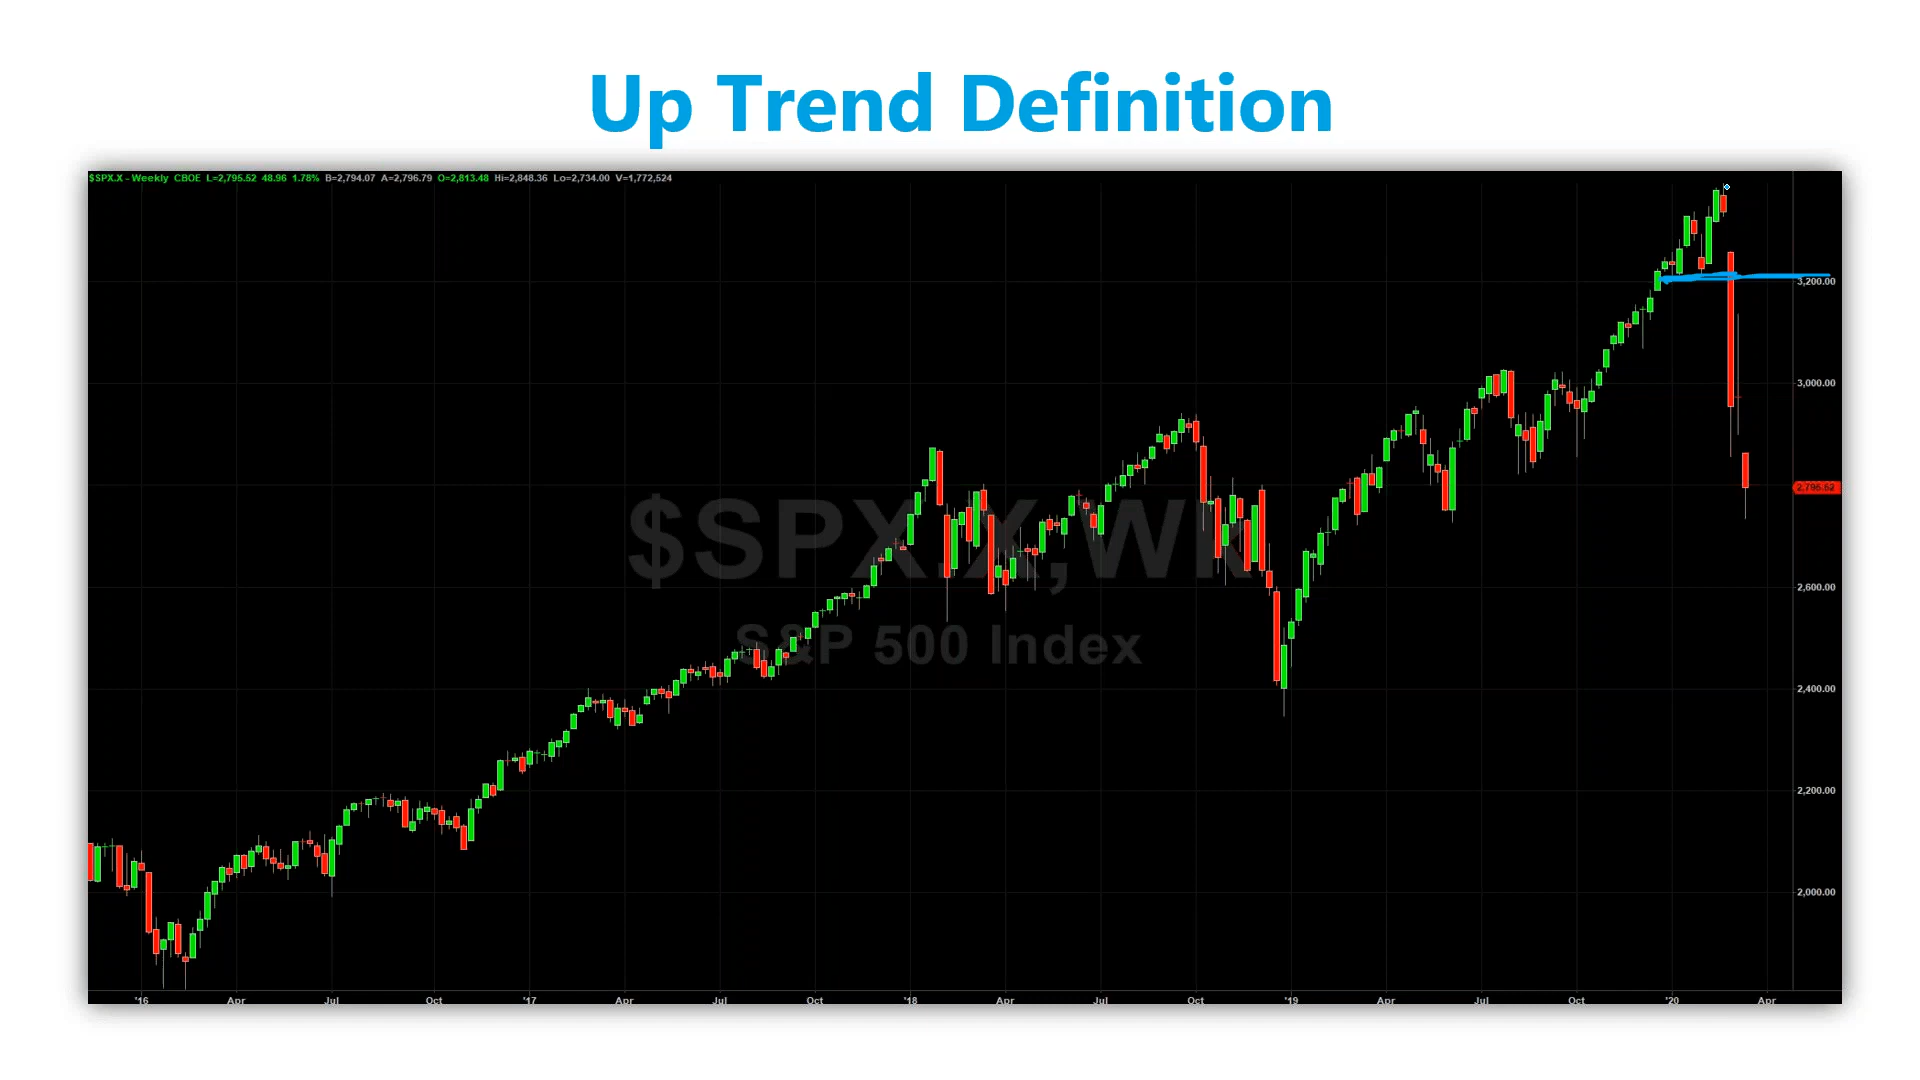 Up Trend Definition
$SPX.X - Weekly CBOE L=2,795.52 48.96 1.78% B=2,794.07 A=2,796.79 O=2,813.48 Hi=2,848.36 Lo=2,734.00 V=1,772,524
3,200.00
3,000.00
2,795.52
$SPX.X,Wk
2,600.00
S&P 500 Index
2,400.00
2,200.00
2,000.00
'16 Apr Jul Oct '17 Apr Jul Oct '18 Apr Jul Oct '19 Apr Jul Oct '20 Apr